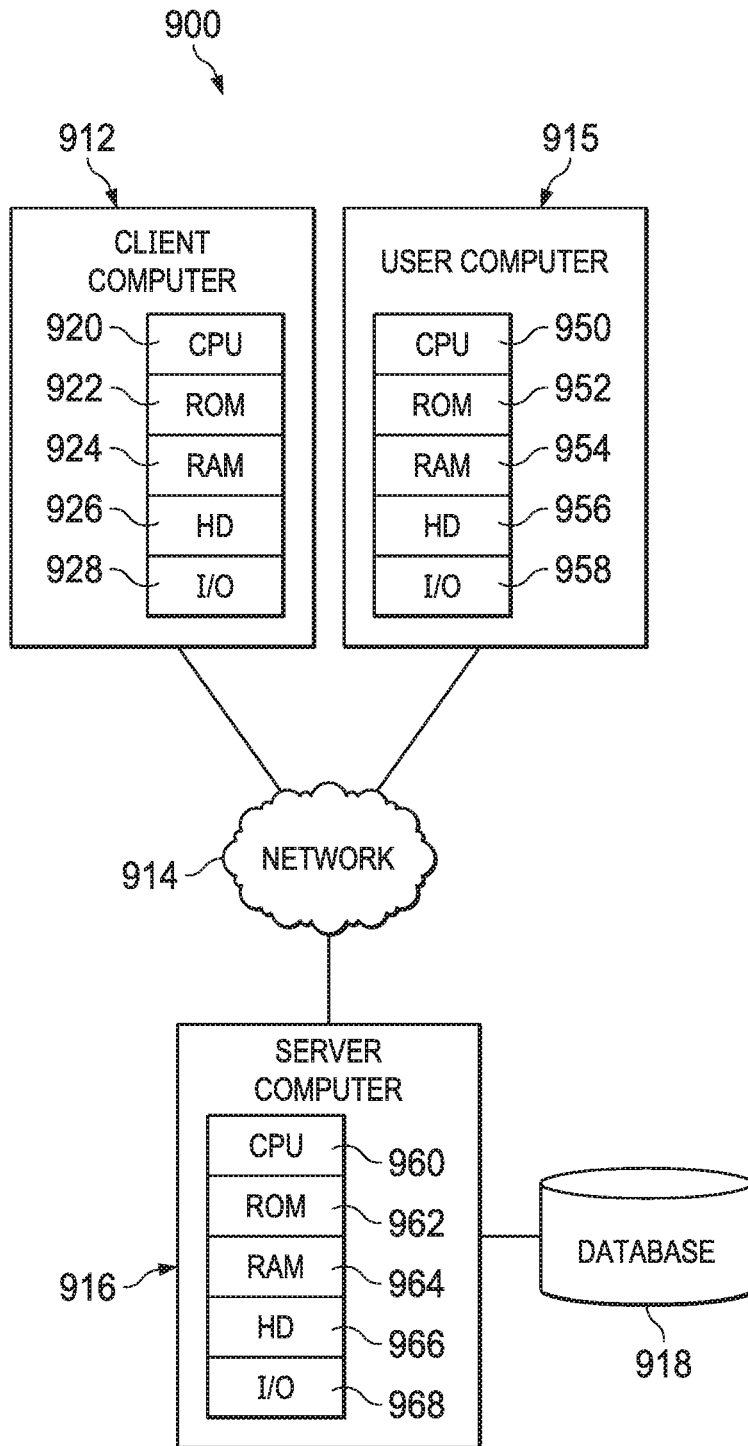 900
912
915
CLIENT
COMPUTER
920
CPU
922
ROM
924
RAM
926
HD
928
I/O
USER COMPUTER
CPU
950
ROM
952
RAM
954
HD
956
I/O
958
914
NETWORK
SERVER
COMPUTER
916
CPU
960
ROM
962
RAM
964
HD
966
I/O
968
DATABASE
918